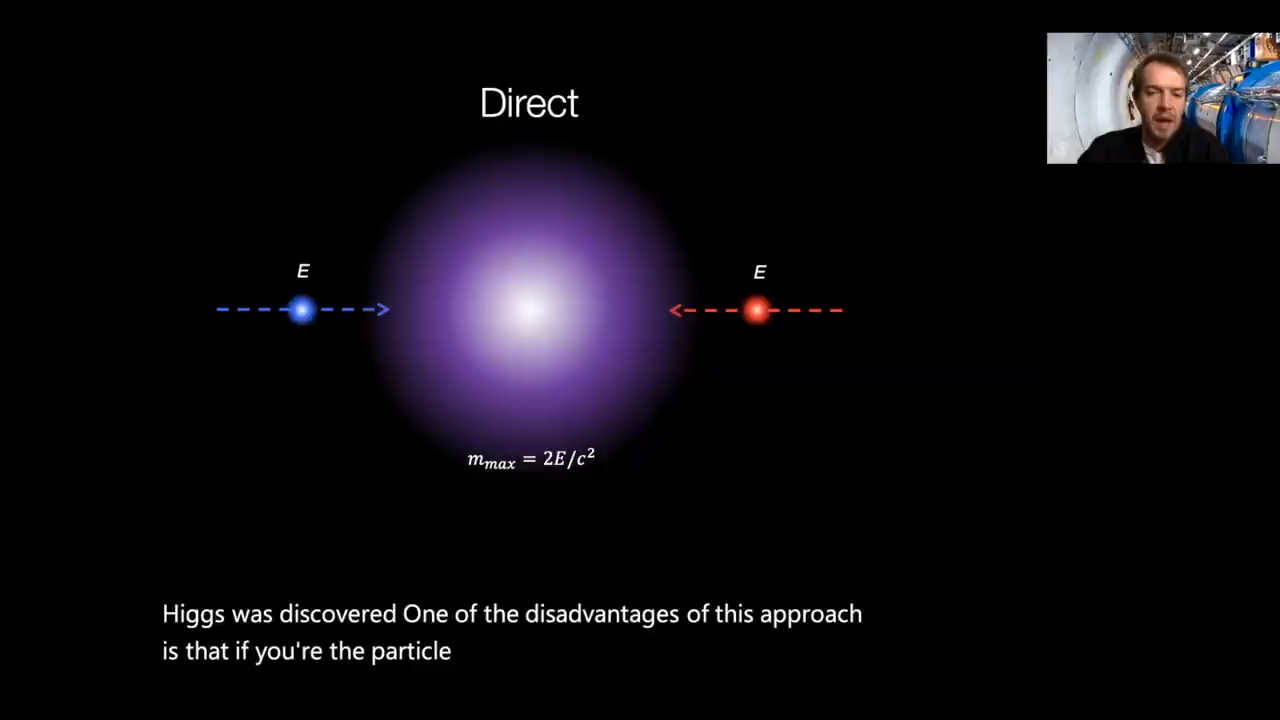 Direct
E
E
m_max = 2E/c²
Higgs was discovered One of the disadvantages of this approach
is that if you're the particle